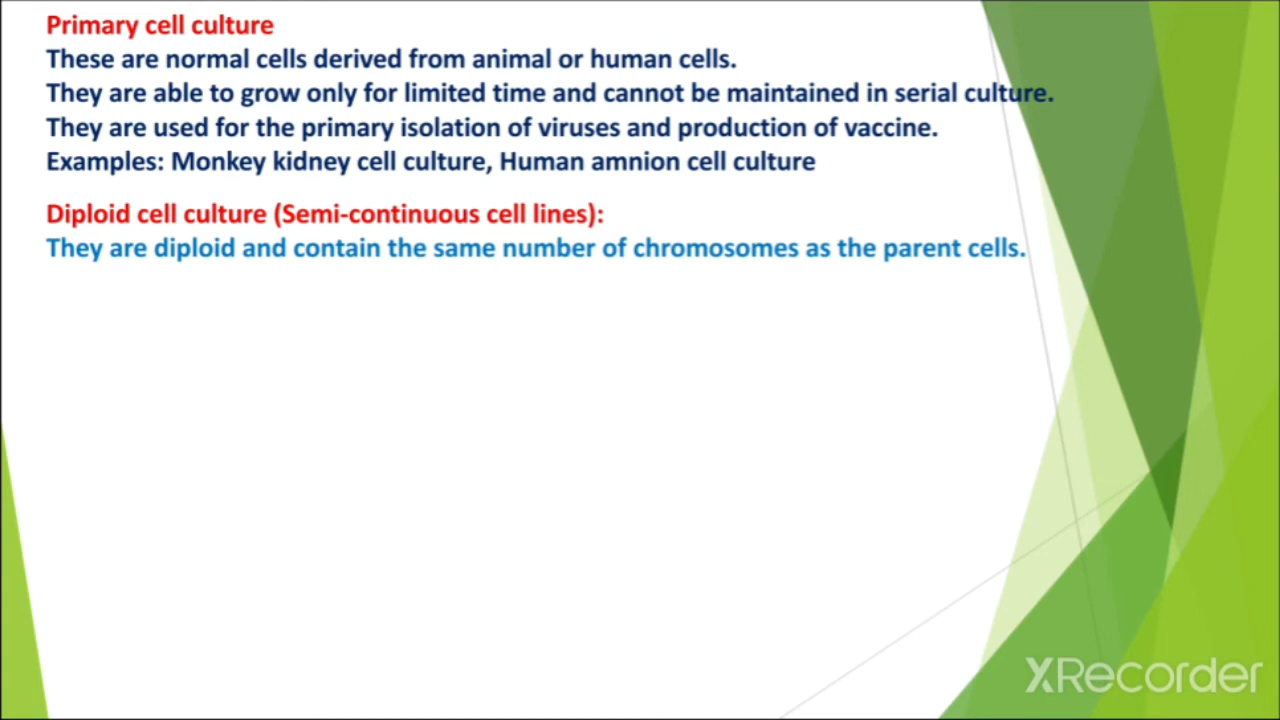 Primary cell culture
These are normal cells derived from animal or human cells.
They are able to grow only for limited time and cannot be maintained in serial culture.
They are used for the primary isolation of viruses and production of vaccine.
Examples: Monkey kidney cell culture, Human amnion cell culture
Diploid cell culture (Semi-continuous cell lines):
They are diploid and contain the same number of chromosomes as the parent cells.
XRecorder